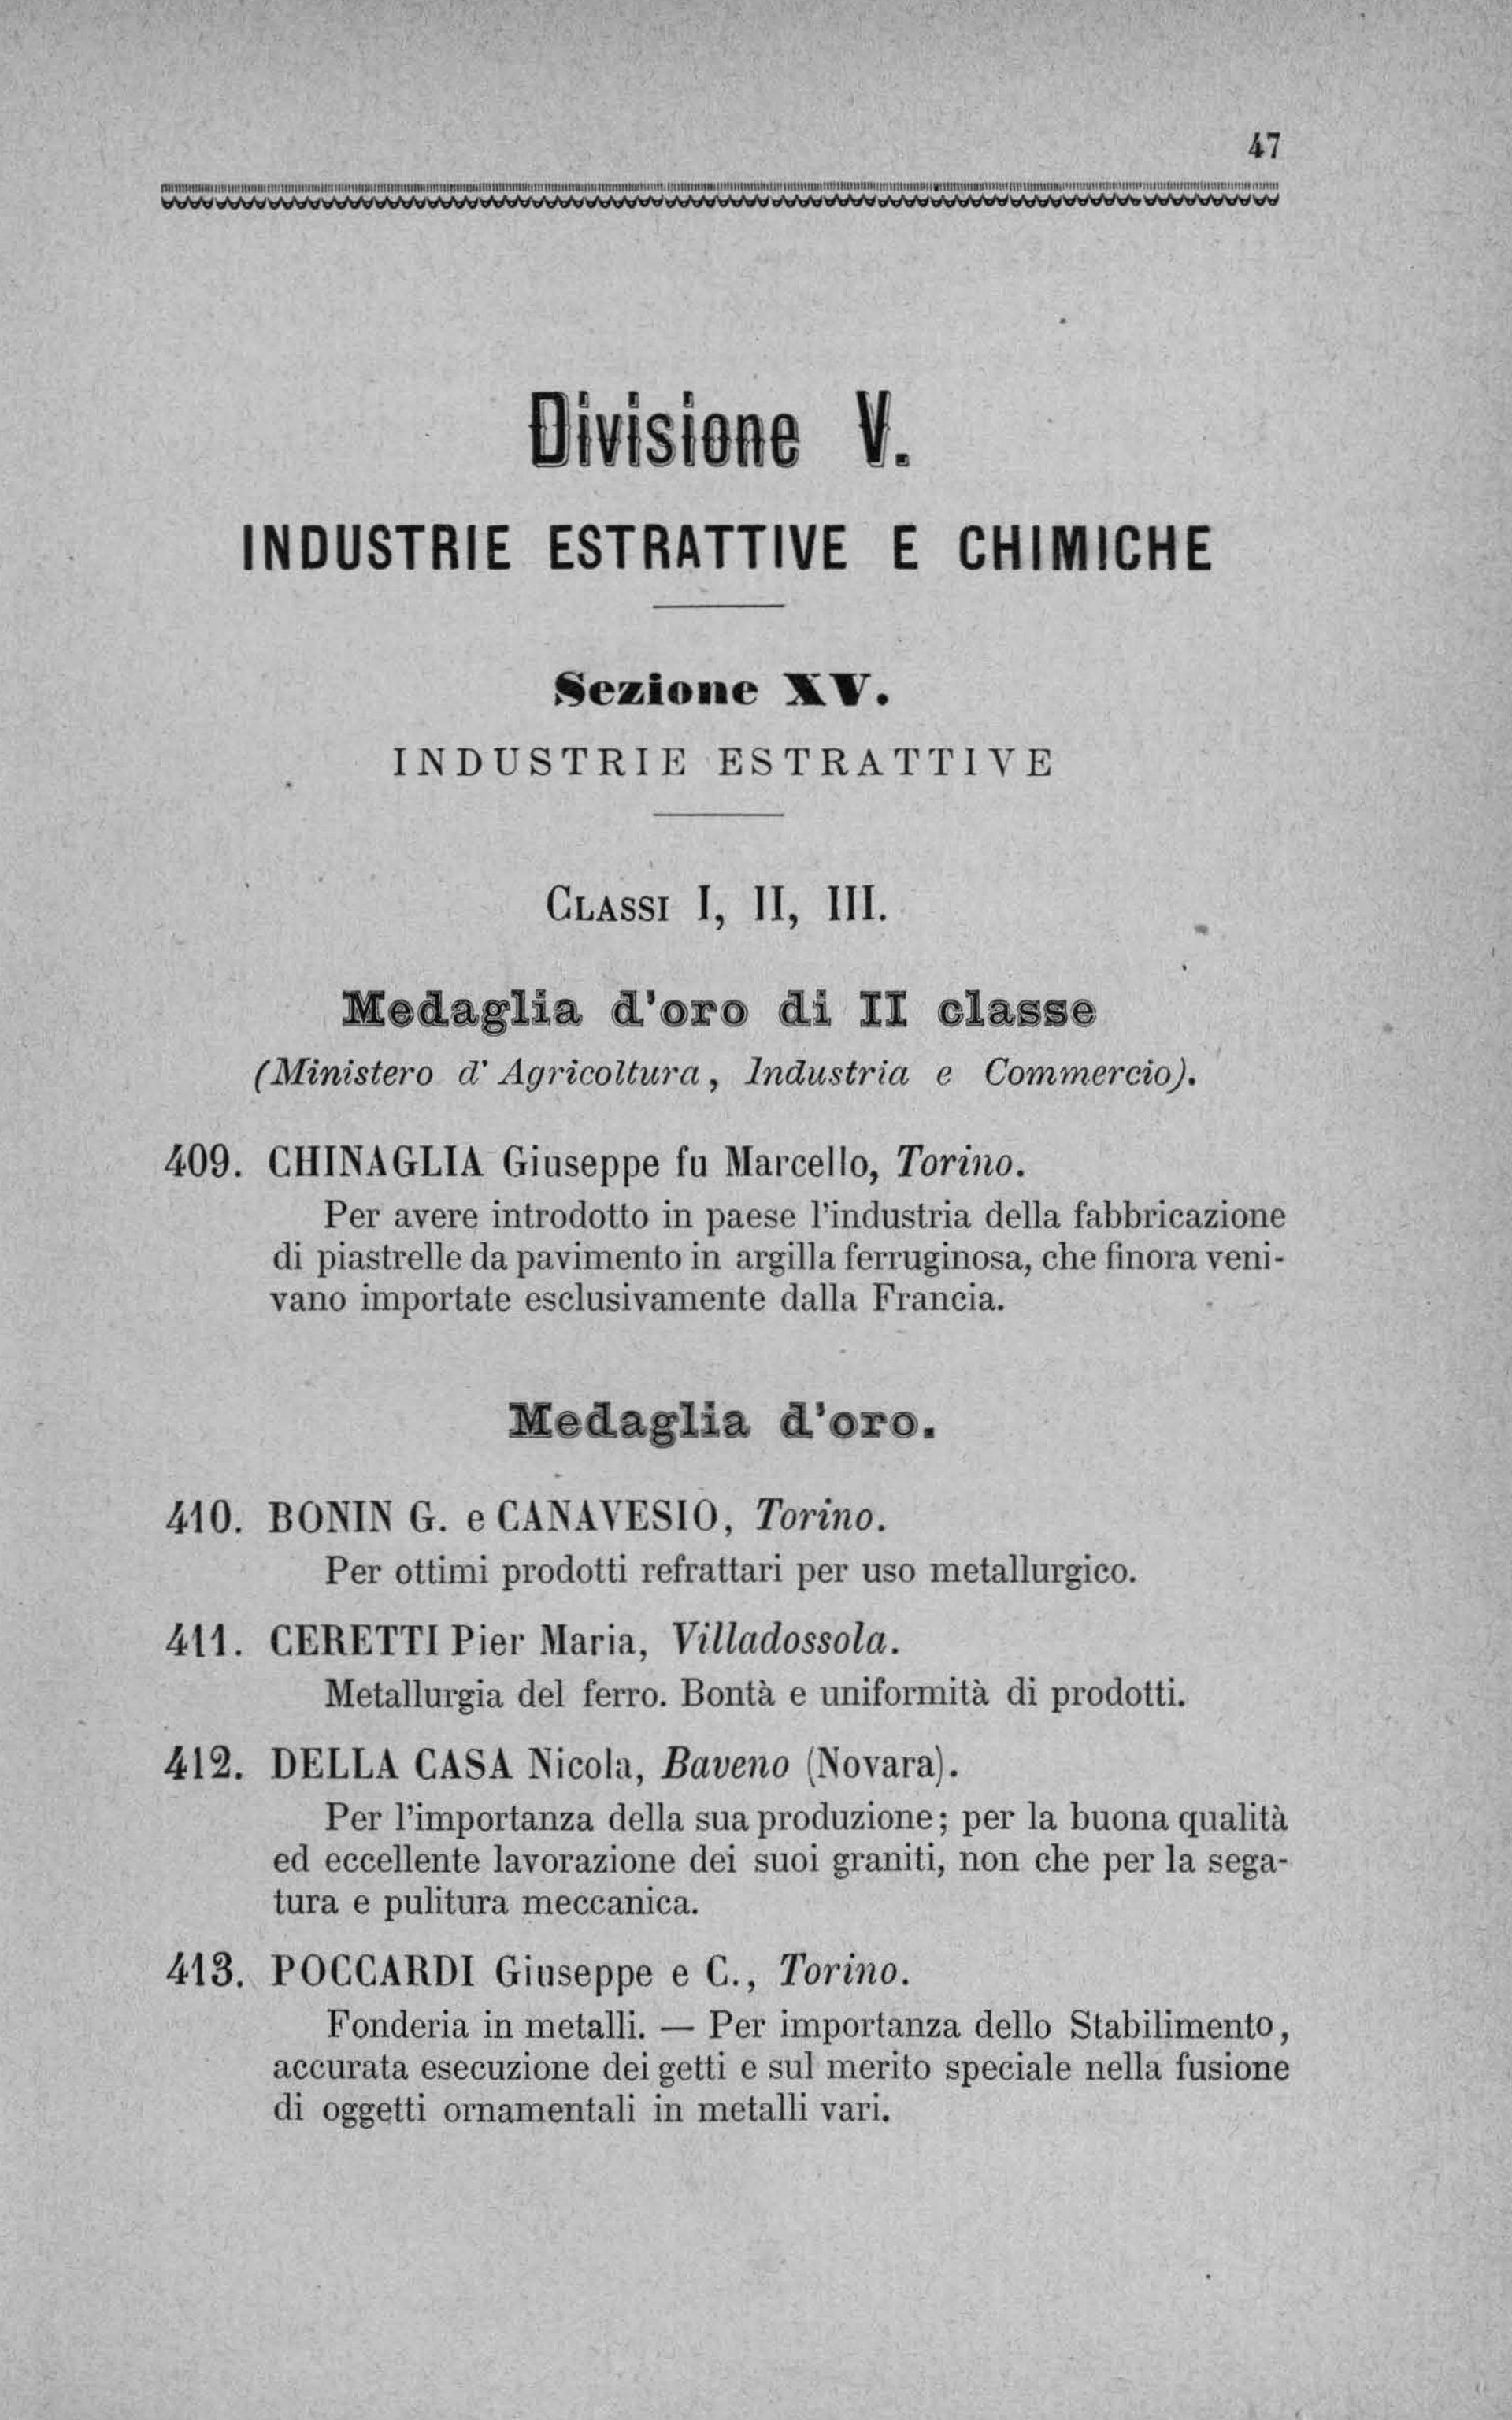 47
Divisione V.
INDUSTRIE ESTRATTIVE E CHIMICHE
Sezione XV.
INDUSTRIE ESTRATTIVE
CLASSI I, II, III.
Medaglia d'oro di II classe
(Ministero d'Agricoltura, Industria e Commercio).
409. CHINAGLIA Giuseppe fu Marcello, Torino.
Per avere introdotto in paese l'industria della fabbricazione
di piastrelle da pavimento in argilla ferruginosa, che finora veni-
vano importate esclusivamente dalla Francia.
Medaglia d'oro.
410. BONIN G. e CANAVESIO, Torino.
Per ottimi prodotti refrattari per uso metallurgico.
411. CERETTI Pier Maria, Villadossola.
Metallurgia del ferro. Bontà e uniformità di prodotti.
412. DELLA CASA Nicola, Baveno (Novara).
Per l'importanza della sua produzione; per la buona qualità
ed eccellente lavorazione dei suoi graniti, non che per la sega-
tura e pulitura meccanica.
413. POCCARDI Giuseppe e C., Torino.
Fonderia in metalli. — Per importanza dello Stabilimento,
accurata esecuzione dei getti e sul merito speciale nella fusione
di oggetti ornamentali in metalli vari.